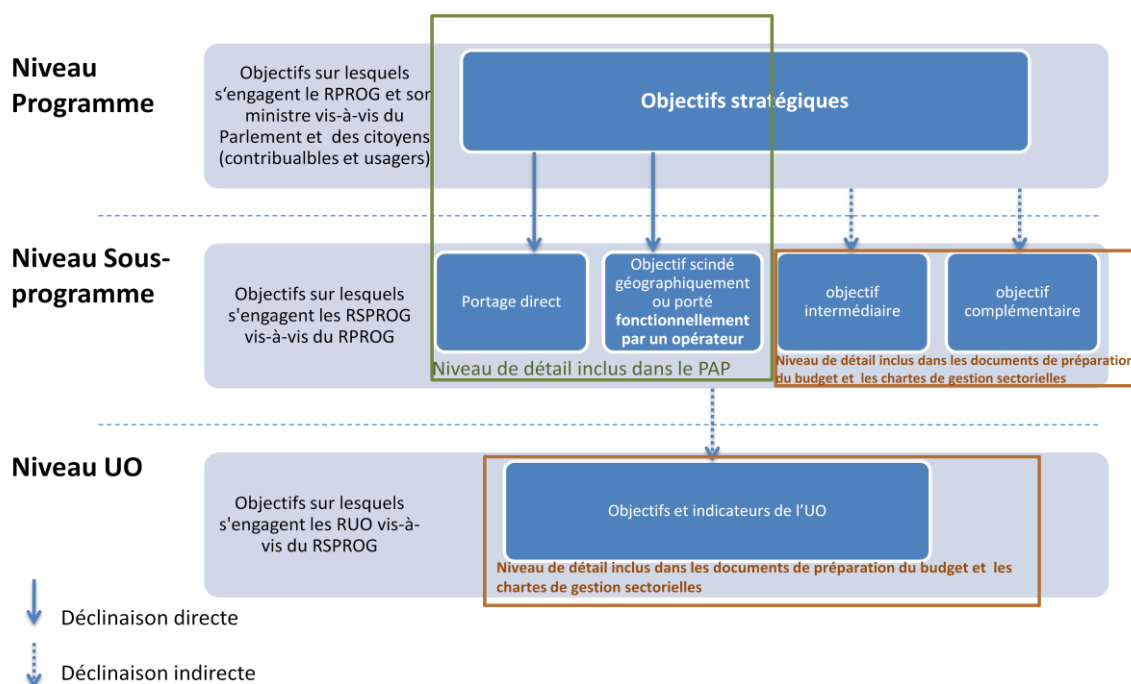 Niveau
Programme
Objectifs sur lesquels
s'engagent le RPROG et son
ministre vis-à-vis du
Parlement et des citoyens
(contribualbles et usagers)
Objectifs stratégiques
Niveau Sous-
programme
Objectifs sur lesquels
s'engagent les RSPROG
vis-à-vis du RPROG
Portage direct
Objectif scindé
géographiquement
ou porté
fonctionnellement
par un opérateur
objectif
intermédiaire
objectif
complémentaire
Niveau de détail inclus dans le PAP
Niveau de détail inclus dans les documents de préparation
du budget et les chartes de gestion sectorielles
Niveau UO
Objectifs sur lesquels
s'engagent les RUO vis-à-
vis du RSPROG
Objectifs et indicateurs de l'UO
Niveau de détail inclus dans les documents de préparation du budget et les
chartes de gestion sectorielles
Déclinaison directe
Déclinaison indirecte